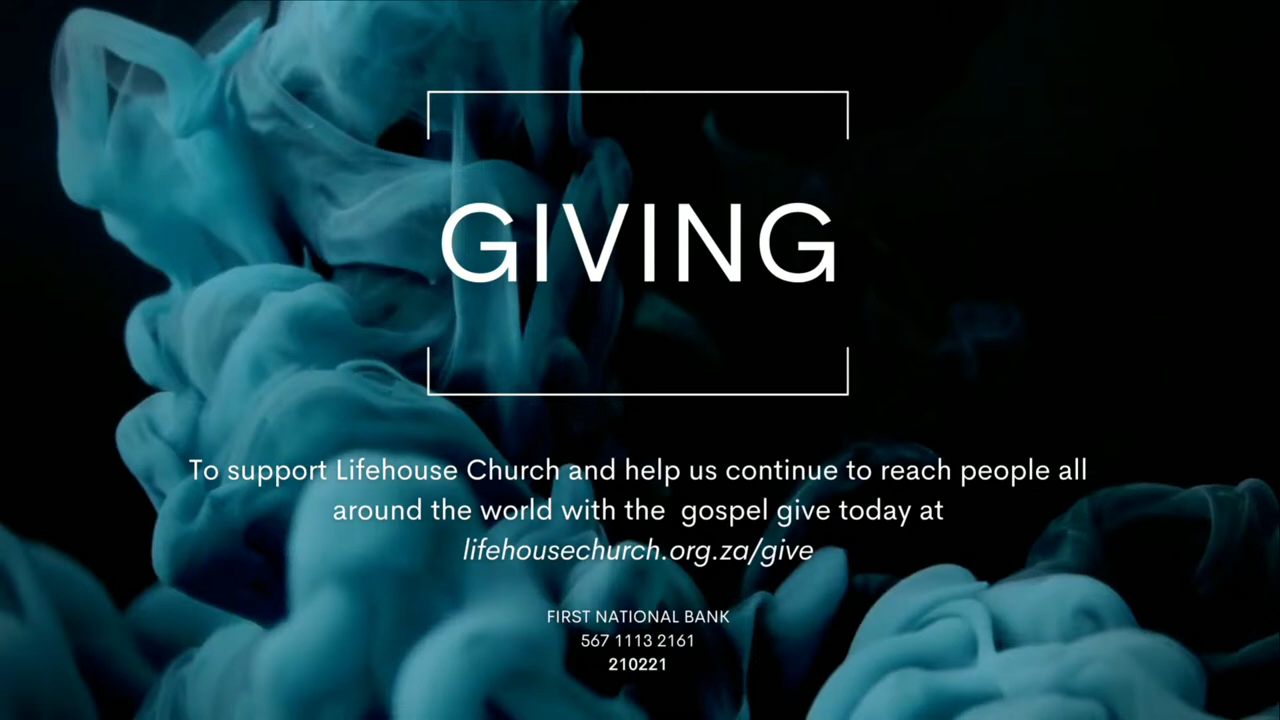 GIVING
To support Lifehouse Church and help us continue to reach people all
around the world with the  gospel give today at
lifehousechurch.org.za/give
FIRST NATIONAL BANK
567 1113 2161
210221